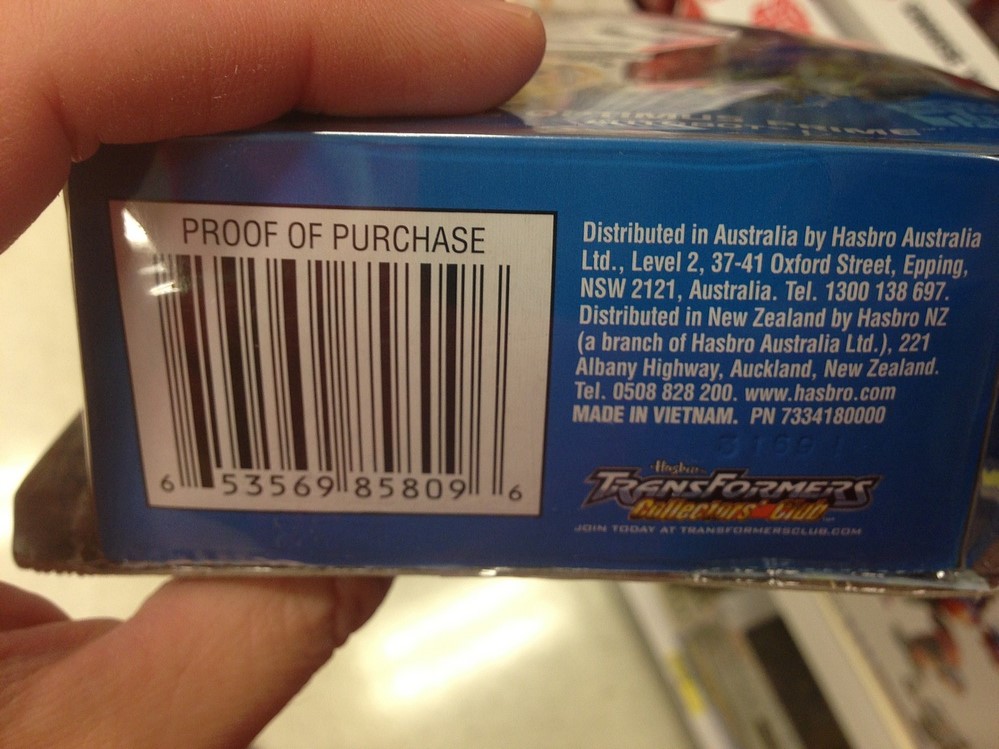 PRIME
PROOF OF PURCHASE
6 53569 85809 6
Distributed in Australia by Hasbro Australia
Ltd., Level 2, 37-41 Oxford Street, Epping,
NSW 2121, Australia. Tel. 1300 138 697.
Distributed in New Zealand by Hasbro NZ
(a branch of Hasbro Australia Ltd.), 221
Albany Highway, Auckland, New Zealand.
Tel. 0508 828 200. www.hasbro.com
MADE IN VIETNAM. PN 7334180000
Hasbro
TRANSFORMERS
Collectors' Club
JOIN TODAY AT TRANSFORMERSCLUB.COM